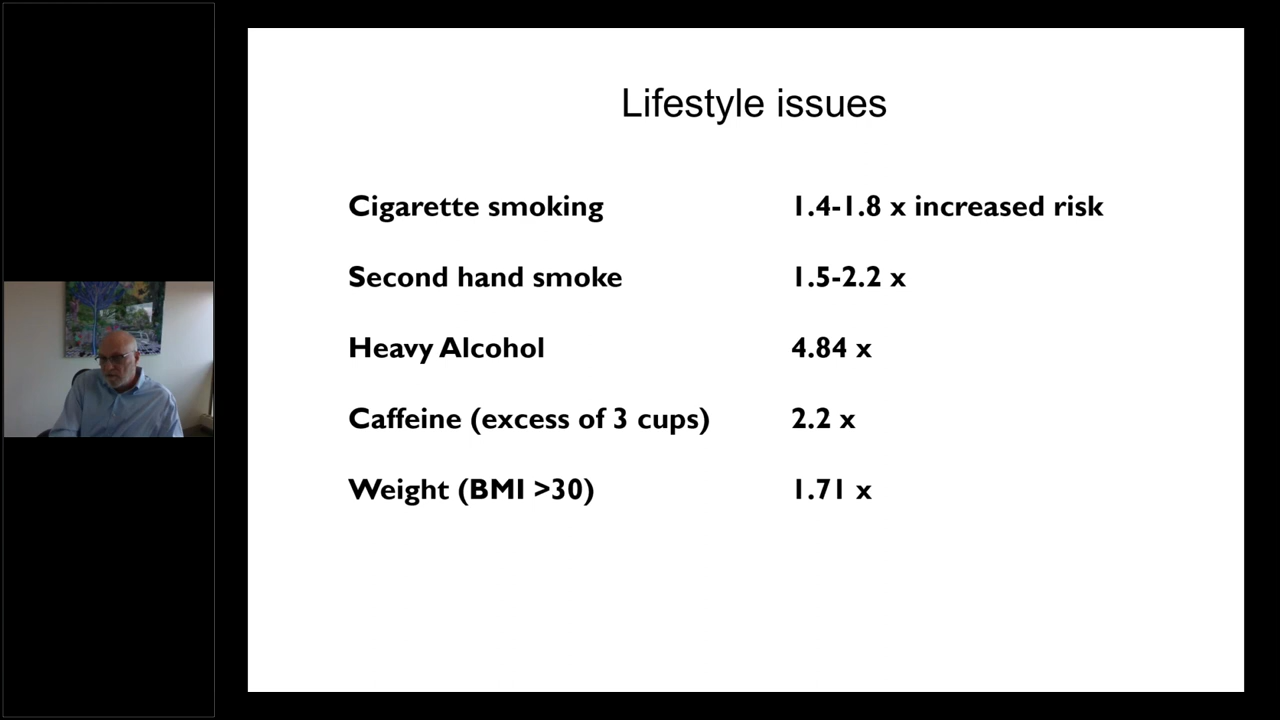 Lifestyle issues
Cigarette smoking 1.4-1.8 x increased risk
Second hand smoke 1.5-2.2 x
Heavy Alcohol 4.84 x
Caffeine (excess of 3 cups) 2.2 x
Weight (BMI >30) 1.71 x